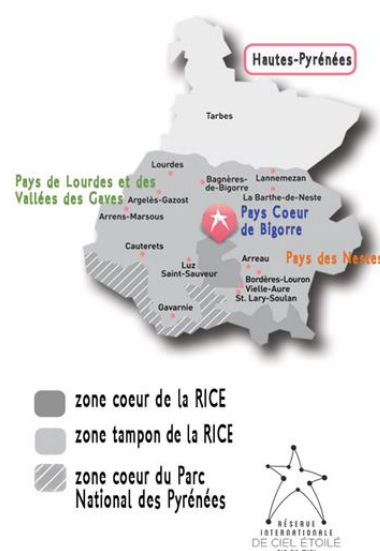 Hautes-Pyrénées
Tarbes
Lourdes
Bagnères-
de-Bigorre
Lannemezan
Pays de Lourdes et des
Vallées des Gaves
Argelès-Gazost
La Barthe-de-Neste
Arrens-Marsous
Pays Coeur
de Bigorre
Cauterets
Luz
Saint-Sauveur
Arreau
Pays des Nestes
Bordères-Louron
Vielle-Aure
St. Lary-Soulan
Gavarnie
zone coeur de la RICE
zone tampon de la RICE
zone coeur du Parc
National des Pyrénées
RÉSERVE
INTERNATIONALE
DE CIEL ÉTOILÉ